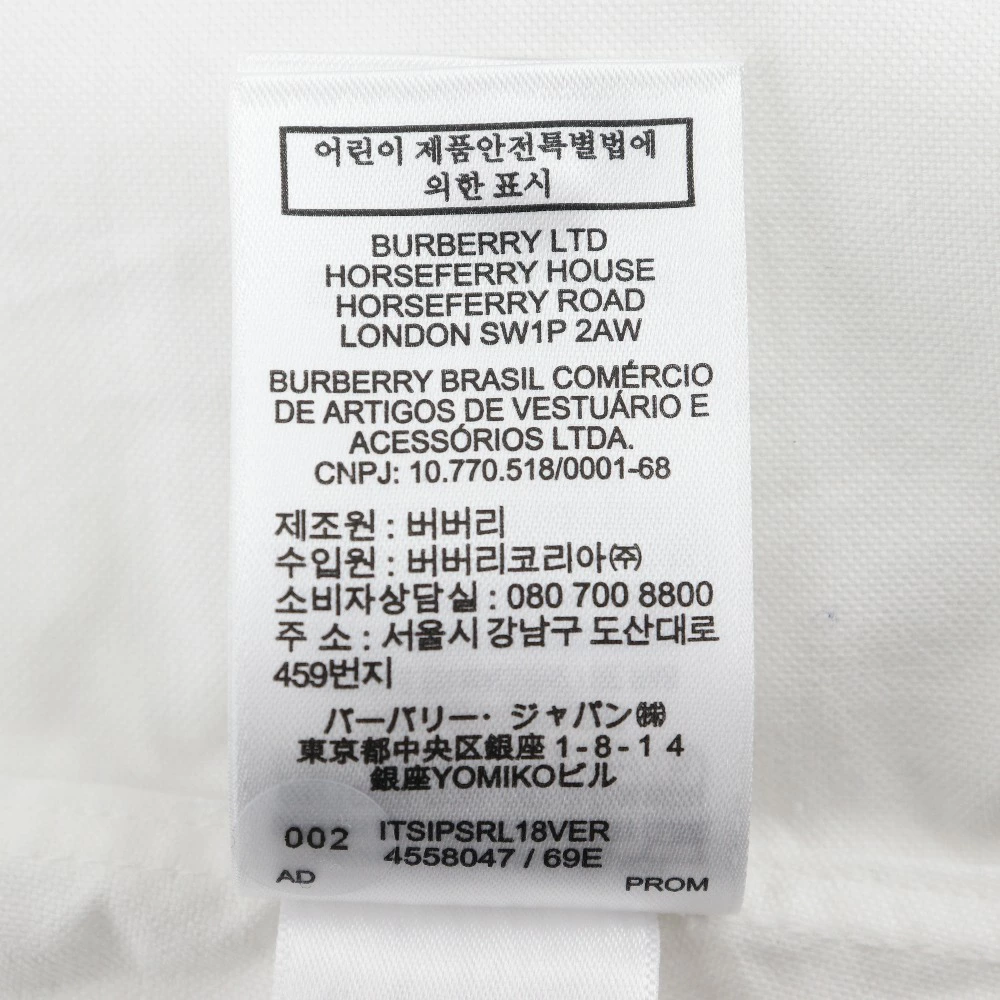 어린이 제품안전특별법에
의한 표시
BURBERRY LTD
HORSEFERRY HOUSE
HORSEFERRY ROAD
LONDON SW1P 2AW
BURBERRY BRASIL COMÉRCIO
DE ARTIGOS DE VESTUÁRIO E
ACESSÓRIOS LTDA.
CNPJ: 10.770.518/0001-68
제조원 : 버버리
수입원 : 버버리코리아㈜
소비자상담실 : 080 700 8800
주 소 : 서울시 강남구 도산대로
459번지
バーバリー・ジャパン㈱
東京都中央区銀座 1-8-1 4
銀座YOMIKOビル
002 ITSIPSRL18VER
4558047 / 69E
AD PROM